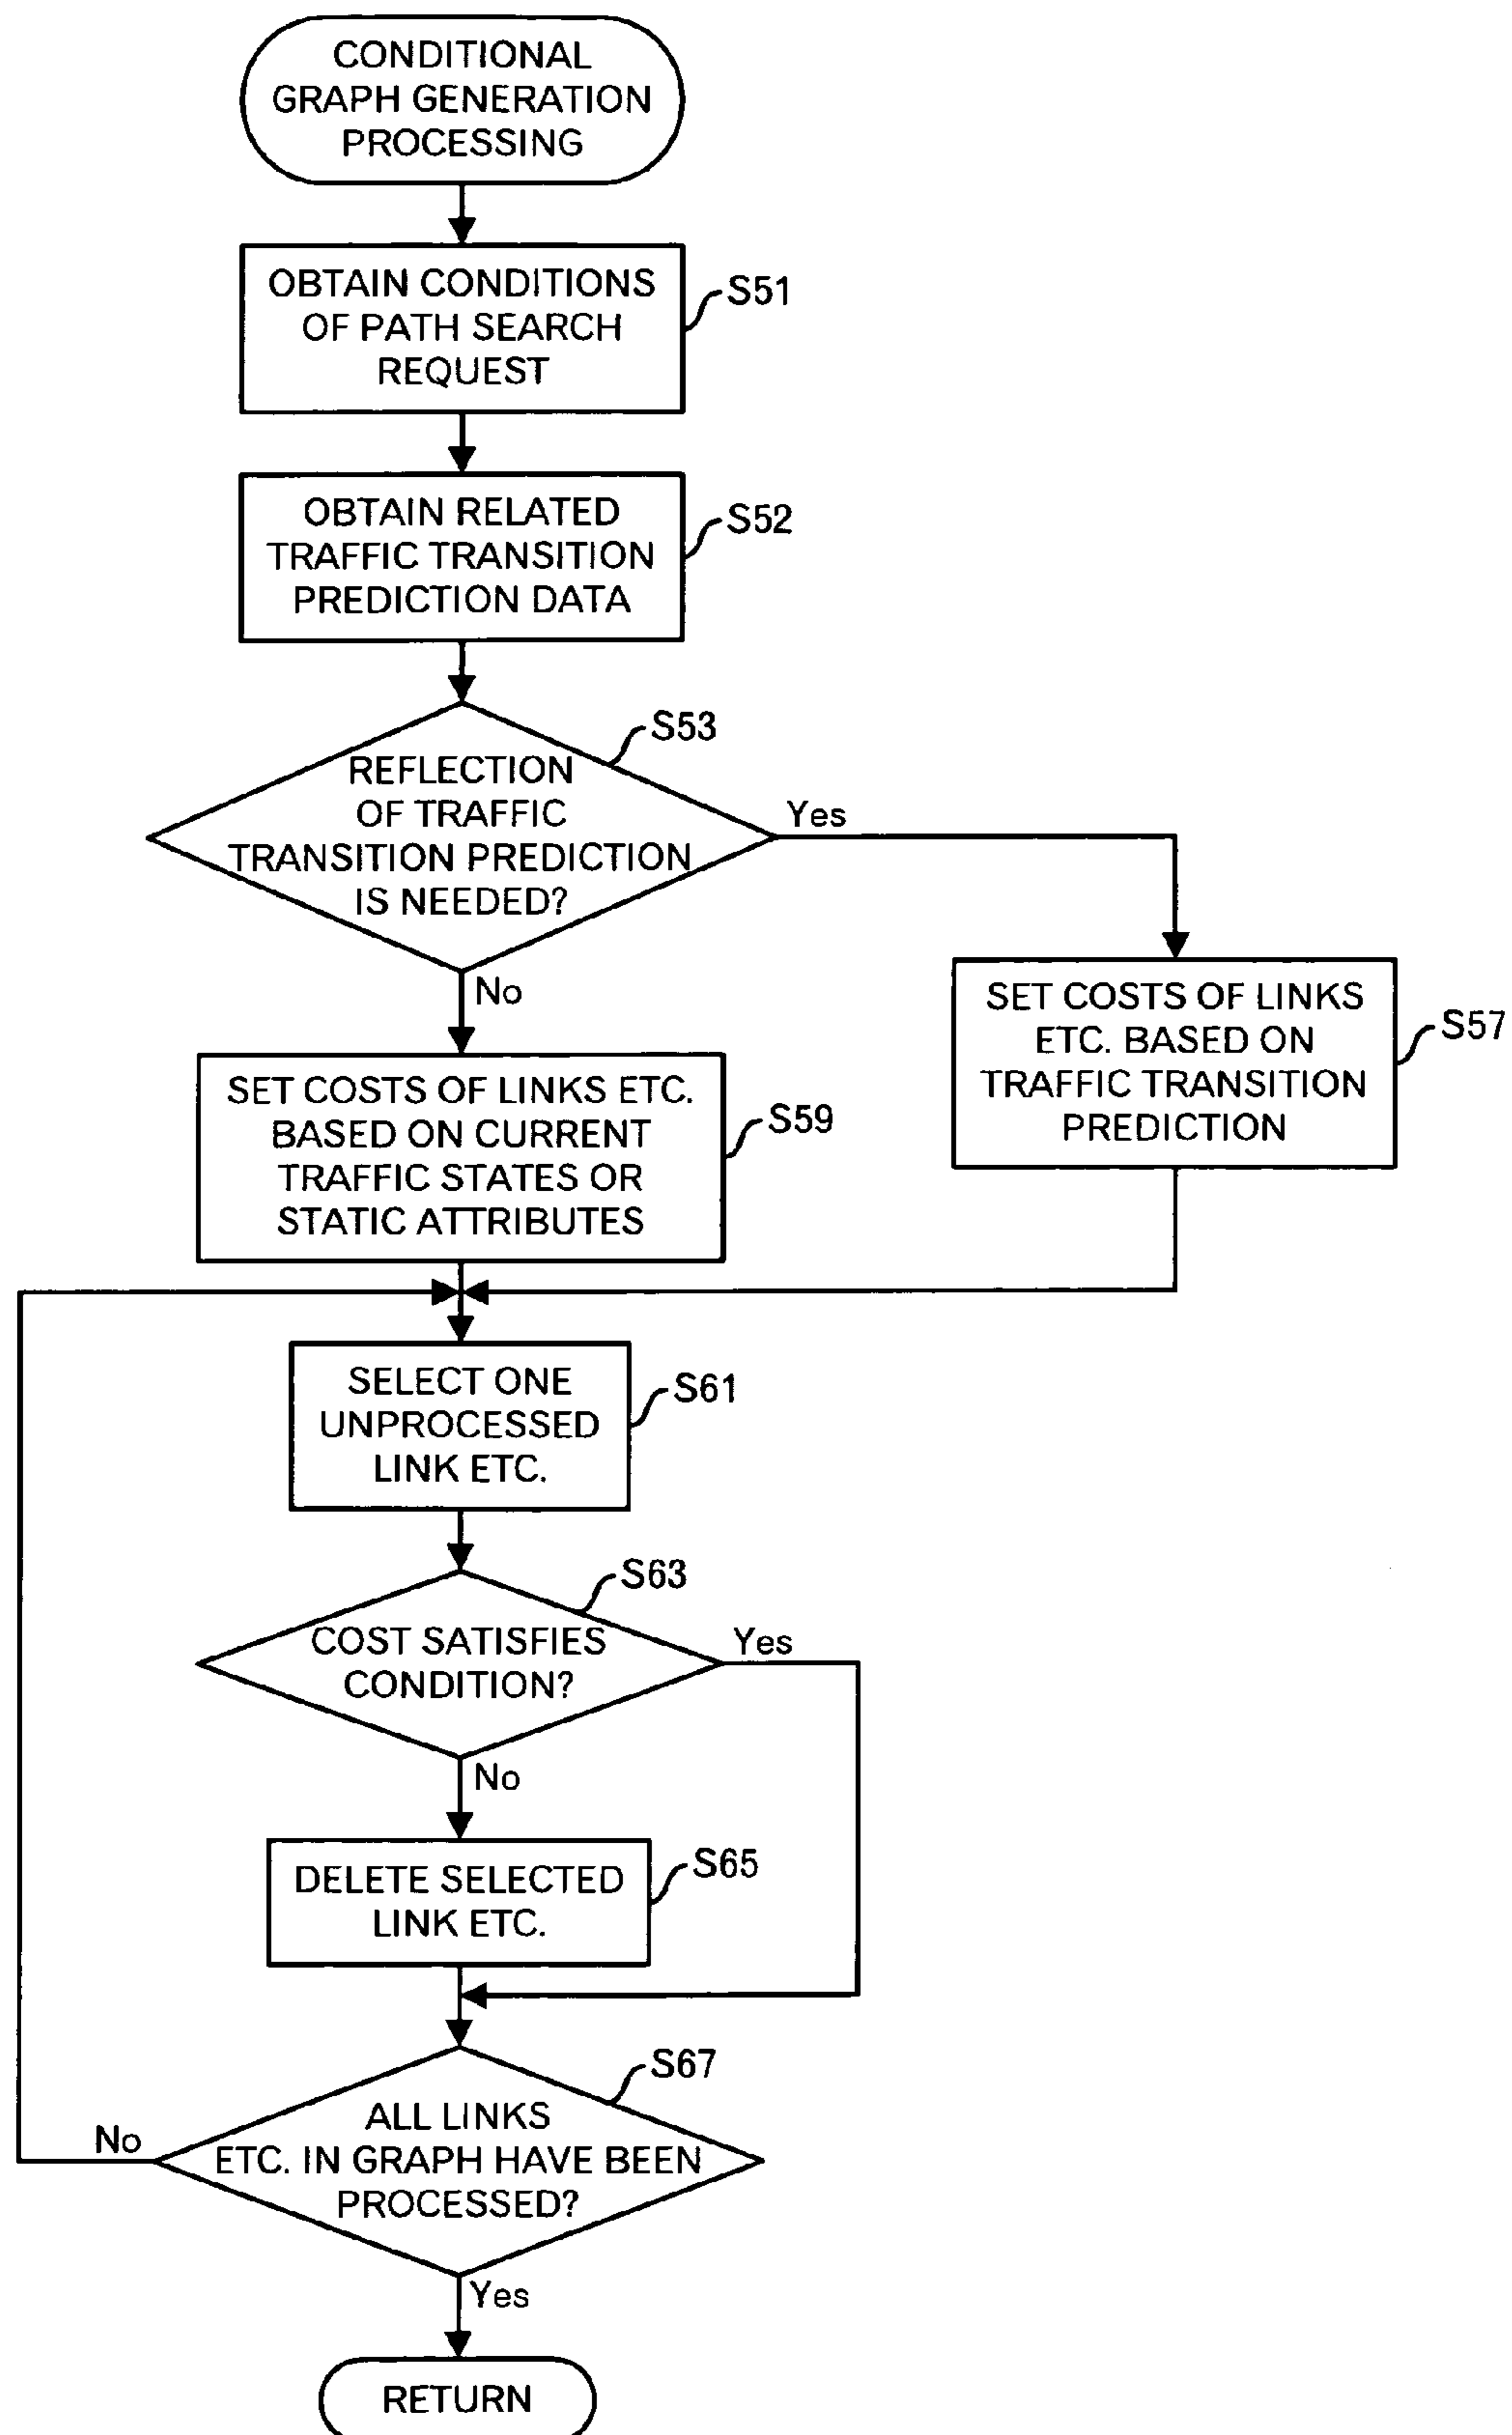 CONDITIONAL
GRAPH GENERATION
PROCESSING
OBTAIN CONDITIONS
OF PATH SEARCH
REQUEST
S51
OBTAIN RELATED
TRAFFIC TRANSITION
PREDICTION DATA
S52
S53
REFLECTION
OF TRAFFIC
TRANSITION PREDICTION
IS NEEDED?
Yes
No
SET COSTS OF LINKS
ETC. BASED ON
TRAFFIC TRANSITION
PREDICTION
S57
SET COSTS OF LINKS ETC.
BASED ON CURRENT
TRAFFIC STATES OR
STATIC ATTRIBUTES
S59
SELECT ONE
UNPROCESSED
LINK ETC.
S61
S63
COST SATISFIES
CONDITION?
Yes
No
DELETE SELECTED
LINK ETC.
S65
S67
ALL LINKS
ETC. IN GRAPH HAVE BEEN
PROCESSED?
No
Yes
RETURN